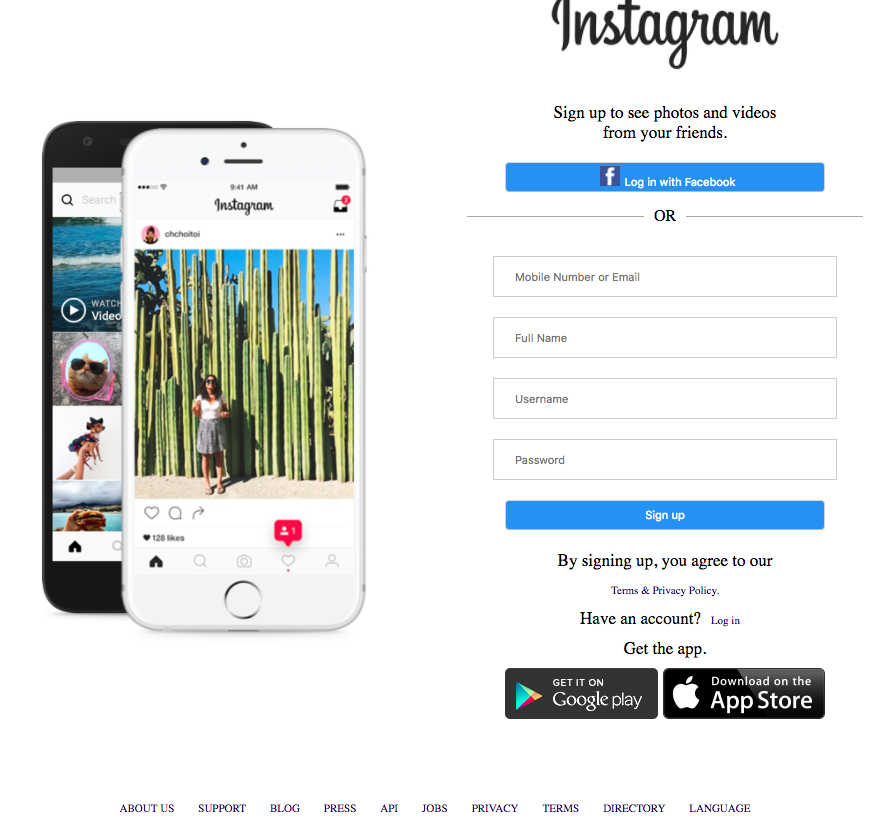 Instagram
Sign up to see photos and videos
from your friends.
Log in with Facebook
OR
Mobile Number or Email
Full Name
Username
Password
Sign up
By signing up, you agree to our
Terms & Privacy Policy.
Have an account? Log in
Get the app.
GET IT ON
Google play
Download on the
App Store
Search
WATCH
Video
9:41 AM
Instagram
2
chchoitoi
1
128 likes
ABOUT US SUPPORT BLOG PRESS API JOBS PRIVACY TERMS DIRECTORY LANGUAGE